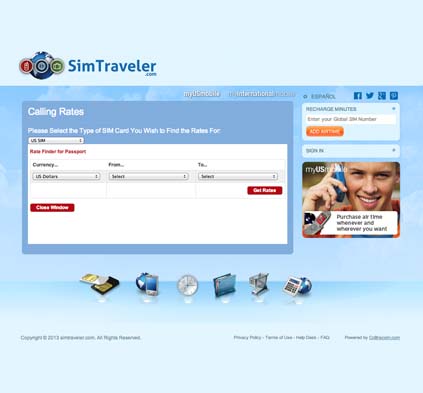 SimTraveler
.com
myUSmobile myInternationalmobile ESPAÑOL
Calling Rates
Please Select the Type of SIM Card You Wish to Find the Rates For:
US SIM
Rate Finder for Passport
Currency... From... To...
US Dollars Select Select
Get Rates
Close Window
RECHARGE MINUTES
Enter your Global SIM Number
ADD AIRTIME
SIGN IN
myUSmobile
Purchase air time
whenever and
wherever you want
Copyright © 2013 simtraveler.com, All Rights Reserved.
Privacy Policy - Terms of Use - Help Desk - FAQ
Powered by